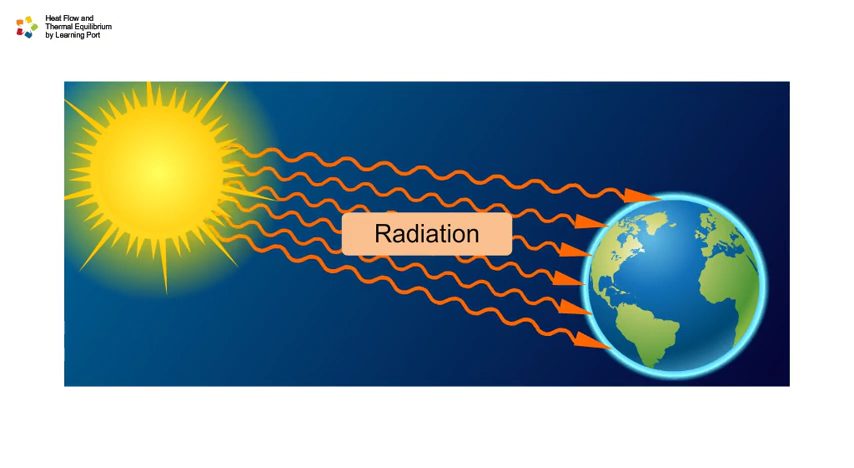 Heat Flow and
Thermal Equilibrium
by Learning Port
Radiation